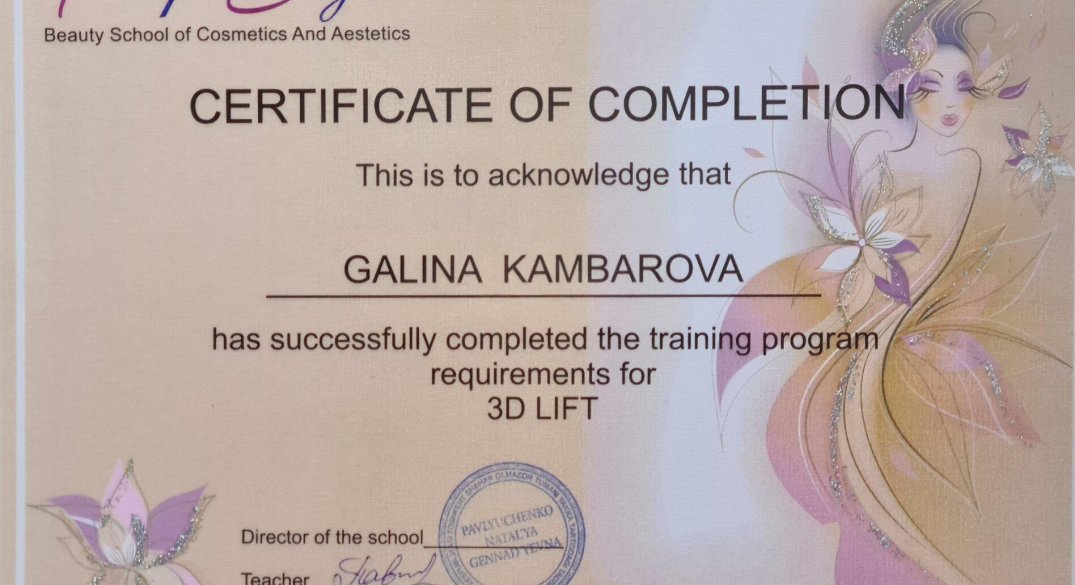 Beauty School of Cosmetics And Aestetics
CERTIFICATE OF COMPLETION
This is to acknowledge that
GALINA KAMBAROVA
has successfully completed the training program
requirements for
3D LIFT
Director of the school
PAVLYUCHENKO
NATALYA
GENNADYEVNA
Teacher